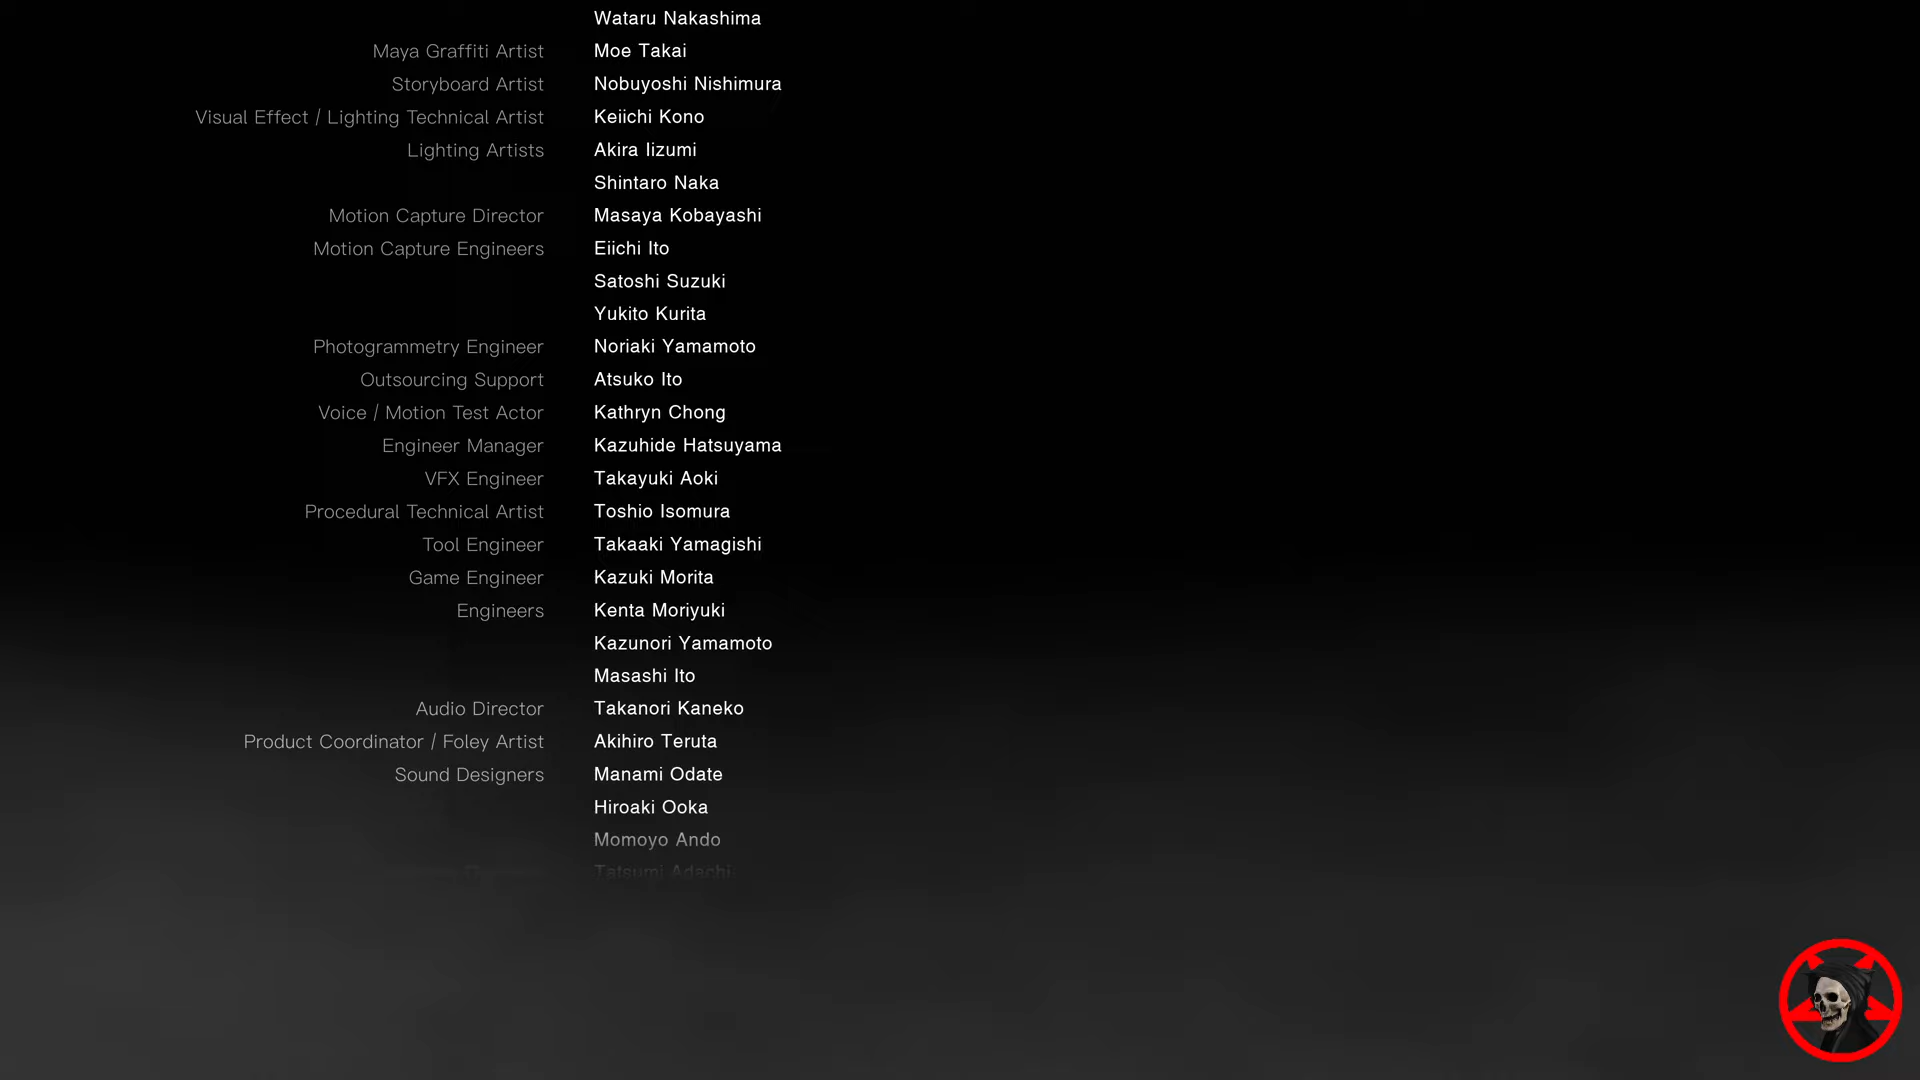 Wataru Nakashima
Maya Graffiti Artist Moe Takai
Storyboard Artist Nobuyoshi Nishimura
Visual Effect / Lighting Technical Artist Keiichi Kono
Lighting Artists Akira Iizumi
Shintaro Naka
Motion Capture Director Masaya Kobayashi
Motion Capture Engineers Eiichi Ito
Satoshi Suzuki
Yukito Kurita
Photogrammetry Engineer Noriaki Yamamoto
Outsourcing Support Atsuko Ito
Voice / Motion Test Actor Kathryn Chong
Engineer Manager Kazuhide Hatsuyama
VFX Engineer Takayuki Aoki
Procedural Technical Artist Toshio Isomura
Tool Engineer Takaaki Yamagishi
Game Engineer Kazuki Morita
Engineers Kenta Moriyuki
Kazunori Yamamoto
Masashi Ito
Audio Director Takanori Kaneko
Product Coordinator / Foley Artist Akihiro Teruta
Sound Designers Manami Odate
Hiroaki Ooka
Momoyo Ando
Tatsumi Adachi